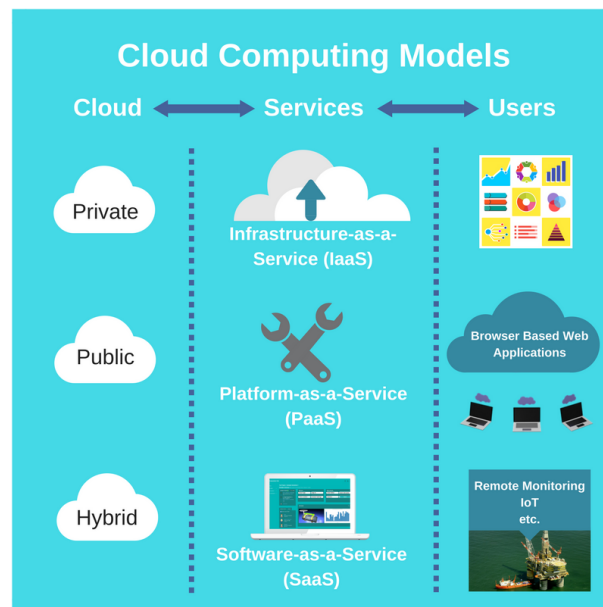 Cloud Computing Models
Cloud Services Users
Private
Infrastructure-as-a-
Service (IaaS)
Public
Platform-as-a-Service
(PaaS)
Browser Based Web
Applications
Hybrid
Software-as-a-Service
(SaaS)
Remote Monitoring
IoT
etc.